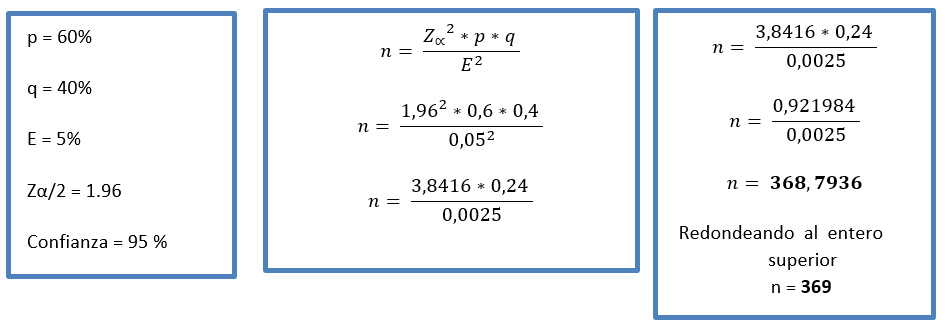 p = 60%
q = 40%
E = 5%
Zα/2 = 1.96
Confianza = 95 %
n = Z∝² * p * q / E²
n = 1,96² * 0,6 * 0,4 / 0,05²
n = 3,8416 * 0,24 / 0,0025
n = 3,8416 * 0,24 / 0,0025
n = 0,921984 / 0,0025
n = 368,7936
Redondeando al entero
superior
n = 369